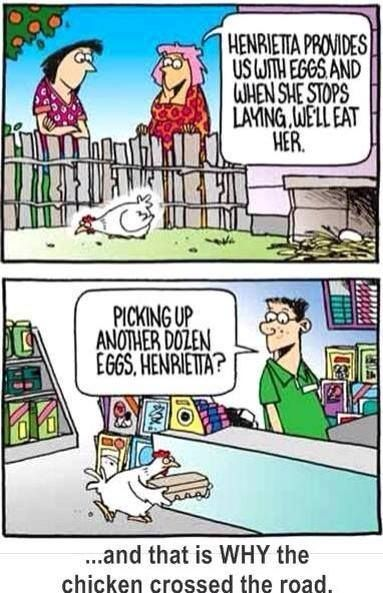 HENRIETTA PROVIDES
US WITH EGGS, AND
WHEN SHE STOPS
LAYING, WE'LL EAT
HER.
PICKING UP
ANOTHER DOZEN
EGGS, HENRIETTA?
...and that is WHY the
chicken crossed the road.